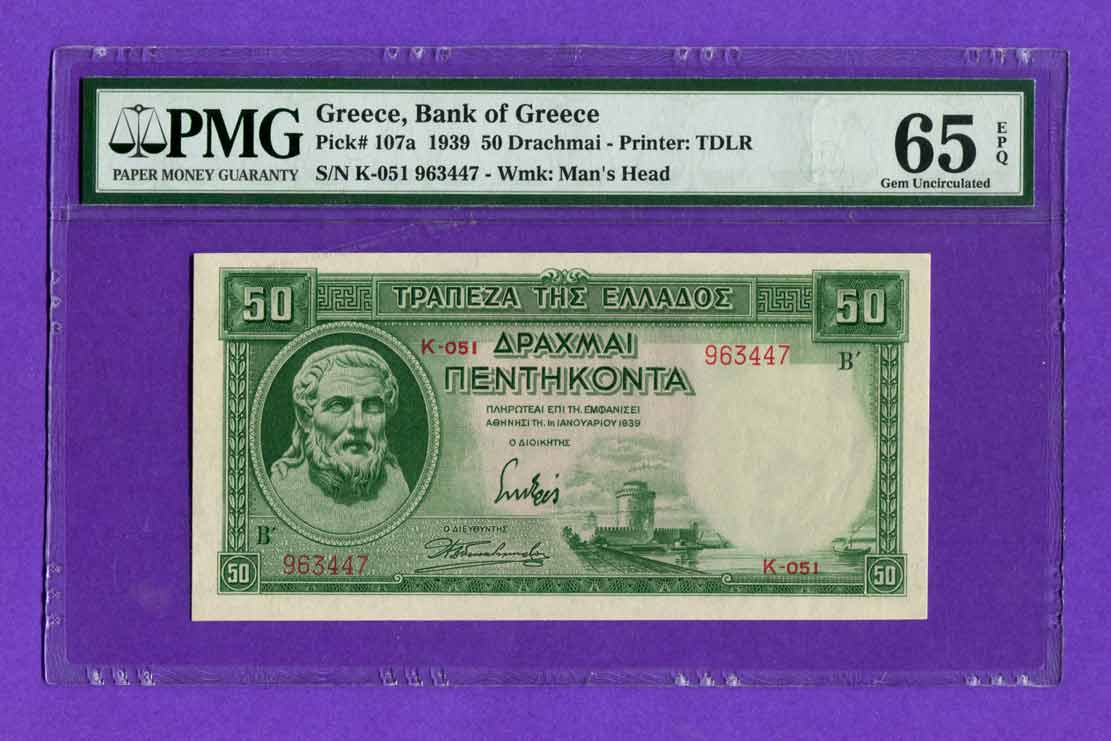 PMG
PAPER MONEY GUARANTY
Greece, Bank of Greece
Pick# 107a 1939 50 Drachmai - Printer: TDLR
S/N K-051 963447 - Wmk: Man's Head
65
EPQ
Gem Uncirculated
50 ΤΡΑΠΕΖΑ ΤΗΣ ΕΛΛΑΔΟΣ 50
K-051 ΔΡΑΧΜΑΙ 963447 Β′
ΠΕΝΤΗΚΟΝΤΑ
ΠΛΗΡΩΤΕΑΙ ΕΠΙ ΤΗ. ΕΜΦΑΝΙΣΕΙ
ΑΘΗΝΗΣΙ ΤΗ. 1η ΙΑΝΟΥΑΡΙΟΥ 1939
Ο ΔΙΟΙΚΗΤΗΣ
Ο ΔΙΕΥΘΥΝΤΗΣ
Β′
963447 K-051
50 50